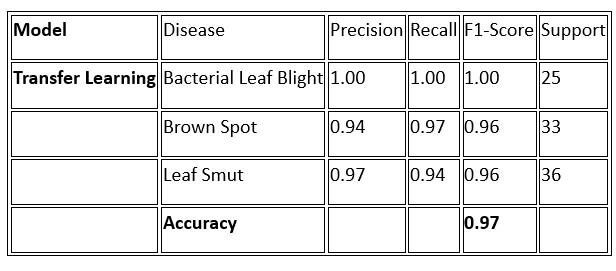 Model Disease Precision Recall F1-Score Support
Transfer Learning Bacterial Leaf Blight 1.00 1.00 1.00 25
Brown Spot 0.94 0.97 0.96 33
Leaf Smut 0.97 0.94 0.96 36
Accuracy 0.97